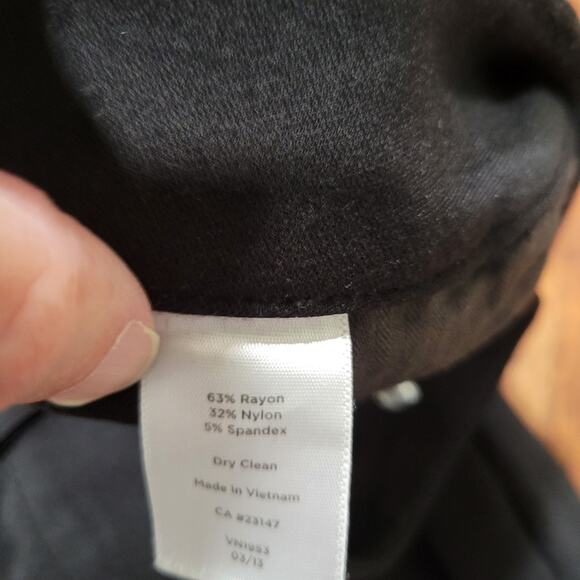 63% Rayon
32% Nylon
5% Spandex
Dry Clean
Made in Vietnam
CA #23147
VN1953
03/13